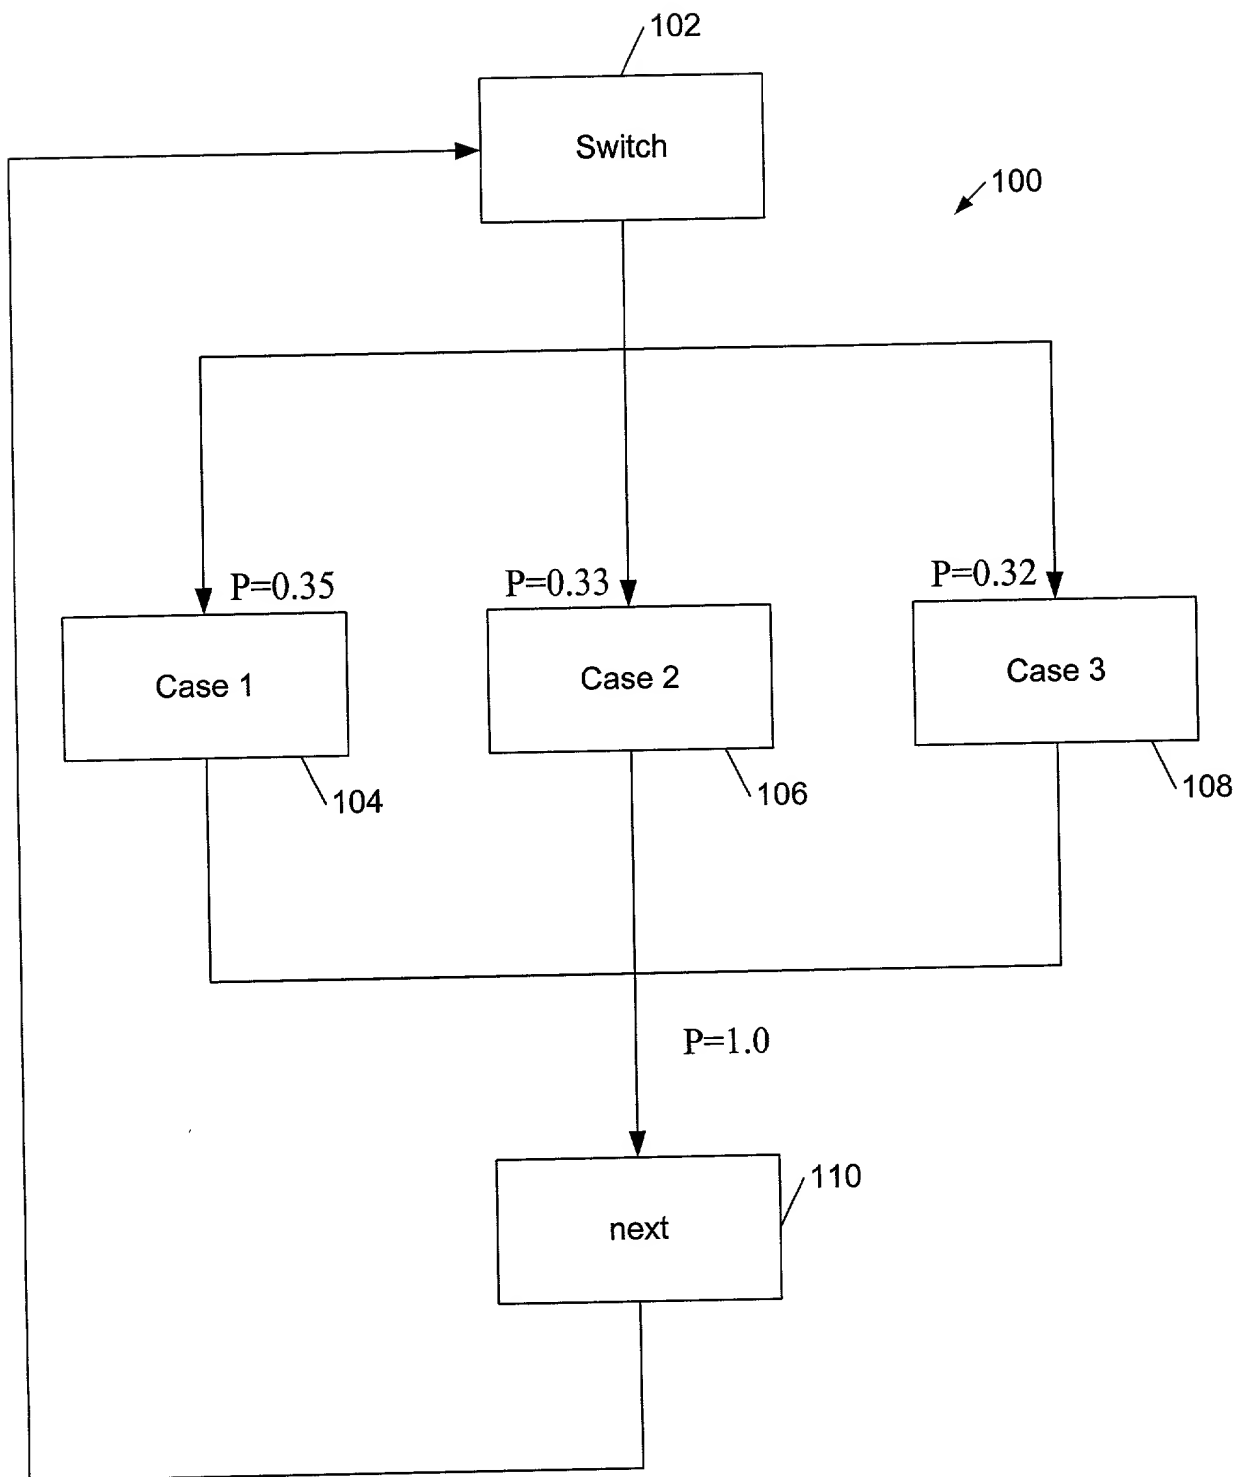 102
Switch
100
P=0.35
P=0.33
P=0.32
Case 1
Case 2
Case 3
104
106
108
P=1.0
110
next